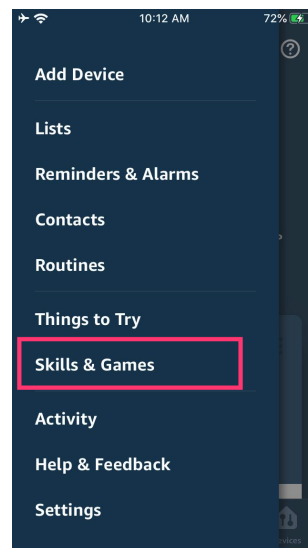 10:12 AM
72%
Add Device
Lists
Reminders & Alarms
Contacts
Routines
Things to Try
Skills & Games
Activity
Help & Feedback
Settings